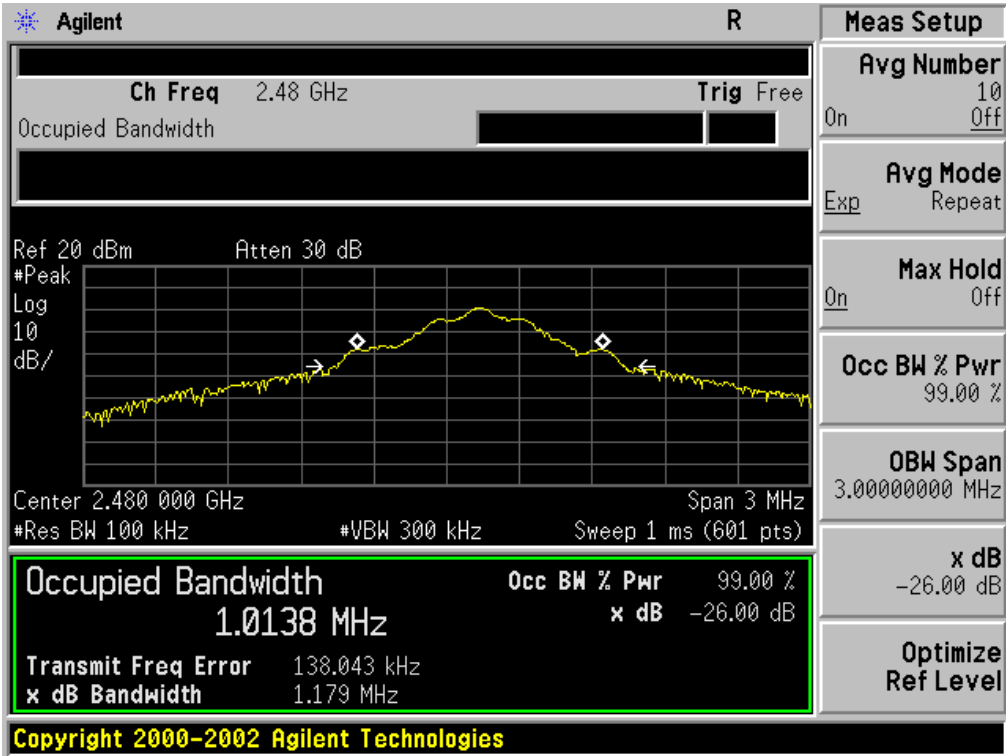 Agilent R
Ch Freq 2.48 GHz Trig Free
Occupied Bandwidth
Ref 20 dBm Atten 30 dB
#Peak
Log
10
dB/
Center 2.480 000 GHz Span 3 MHz
#Res BW 100 kHz #VBW 300 kHz Sweep 1 ms (601 pts)
Occupied Bandwidth Occ BW % Pwr 99.00 %
1.0138 MHz x dB -26.00 dB
Transmit Freq Error 138.043 kHz
x dB Bandwidth 1.179 MHz
Copyright 2000-2002 Agilent Technologies
Meas Setup
Avg Number
10
On Off
Avg Mode
Exp Repeat
Max Hold
On Off
Occ BW % Pwr
99.00 %
OBW Span
3.00000000 MHz
x dB
-26.00 dB
Optimize
Ref Level